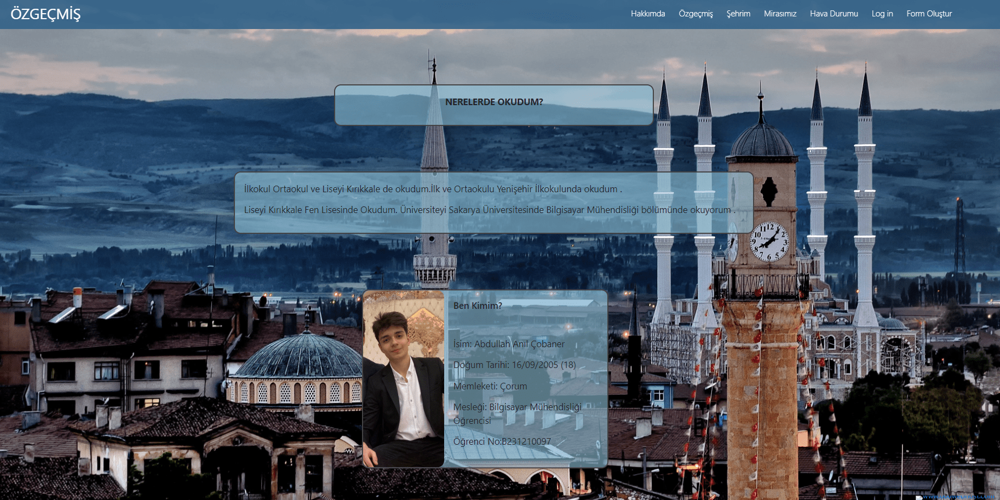 ÖZGEÇMİŞ
Hakkımda Özgeçmiş Şehrim Mirasımız Hava Durumu Log in Form Oluştur
NERELERDE OKUDUM?
İlkokul Ortaokul ve Liseyi Kırıkkale de okudum.İlk ve Ortaokulu Yenişehir İlkokulunda okudum .
Liseyi Kırıkkale Fen Lisesinde Okudum. Üniversiteyi Sakarya Üniversitesinde Bilgisayar Mühendisliği bölümünde okuyorum .
Ben Kimim?
İsim: Abdullah Anıl Çobaner
Doğum Tarihi: 16/09/2005 (18)
Memleketi: Çorum
Mesleği: Bilgisayar Mühendisliği
Öğrencisi
Öğrenci No:B231210097